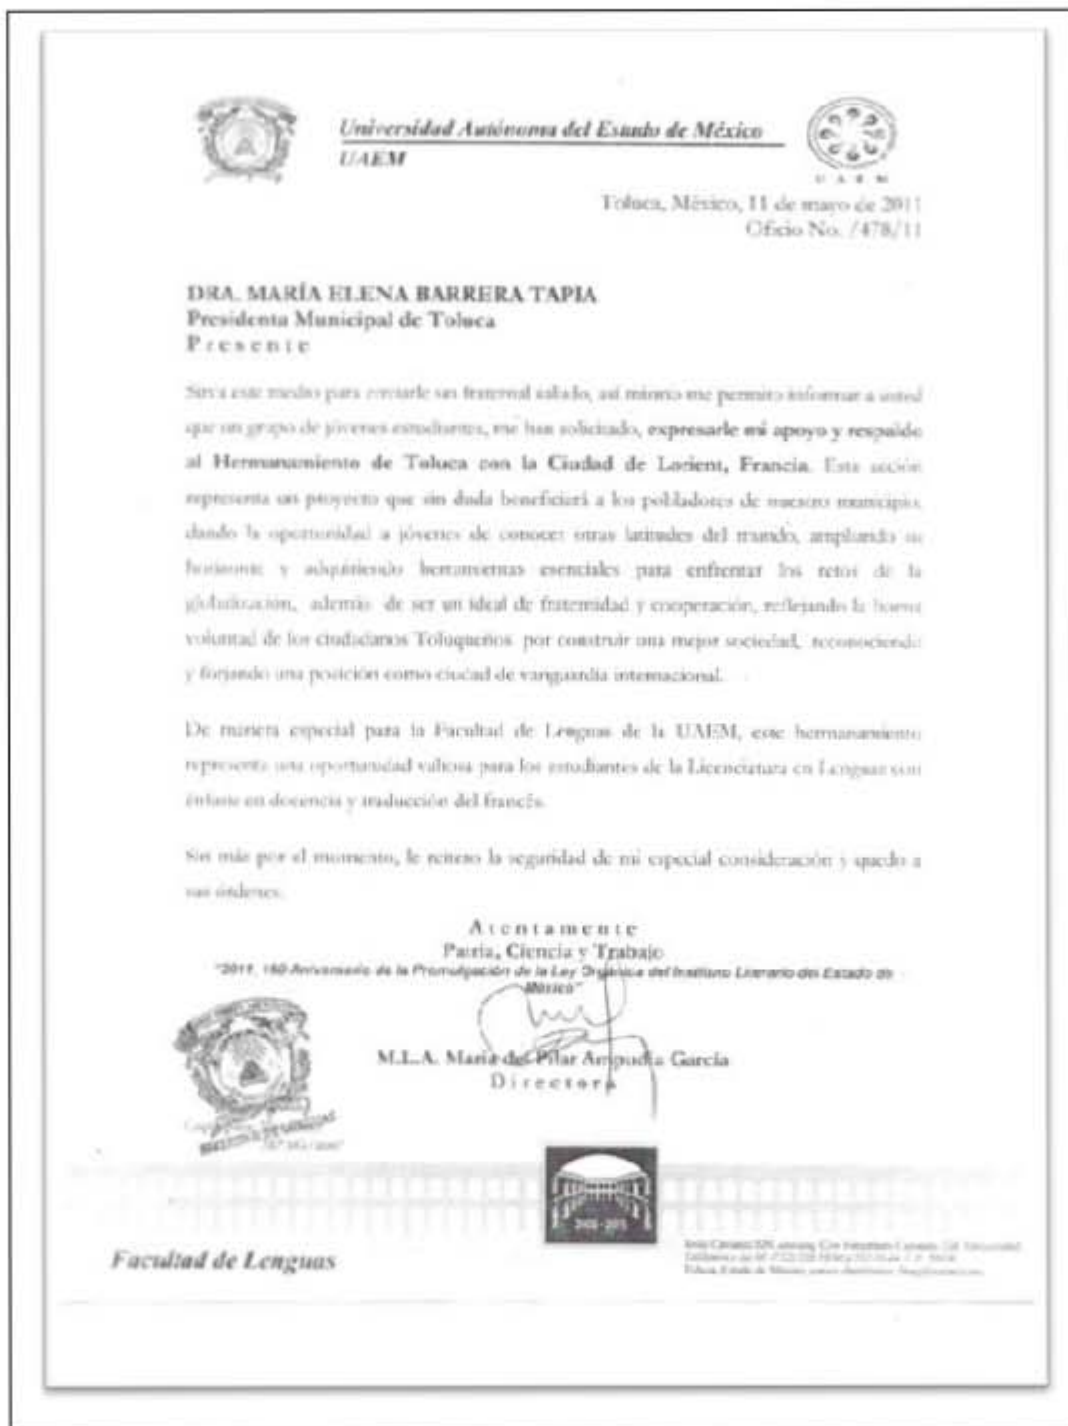 Universidad Autónoma del Estado de México
UAEM
U A E M
Toluca, México, 11 de mayo de 2011
Oficio No. /478/11
DRA. MARÍA ELENA BARRERA TAPIA
Presidenta Municipal de Toluca
P r e s e n t e
Sirva este medio para enviarle un fraternal saludo, así mismo me permito informar a usted
que un grupo de jóvenes estudiantes, me han solicitado, expresarle mi apoyo y respaldo
al Hermanamiento de Toluca con la Ciudad de Lorient, Francia. Esta acción
representa un proyecto que sin duda beneficiará a los pobladores de nuestro municipio,
dando la oportunidad a jóvenes de conocer otras latitudes del mundo, ampliando su
horizonte y adquiriendo herramientas esenciales para enfrentar los retos de la
globalización, además de ser un ideal de fraternidad y cooperación, reflejando la buena
voluntad de los ciudadanos Toluqueños por construir una mejor sociedad, reconociendo
y forjando una posición como ciudad de vanguardia internacional.
De manera especial para la Facultad de Lenguas de la UAEM, este hermanamiento
representa una oportunidad valiosa para los estudiantes de la Licenciatura en Lenguas con
énfasis en docencia y traducción del francés.
Sin más por el momento, le reitero la seguridad de mi especial consideración y quedo a
sus órdenes.
A t e n t a m e n t e
Patria, Ciencia y Trabajo
"2011, 180 Aniversario de la Promulgación de la Ley Orgánica del Instituto Literario del Estado de
México"
M.L.A. María del Pilar Ampudia García
D i r e c t o r a
FACULTAD DE LENGUAS
Facultad de Lenguas